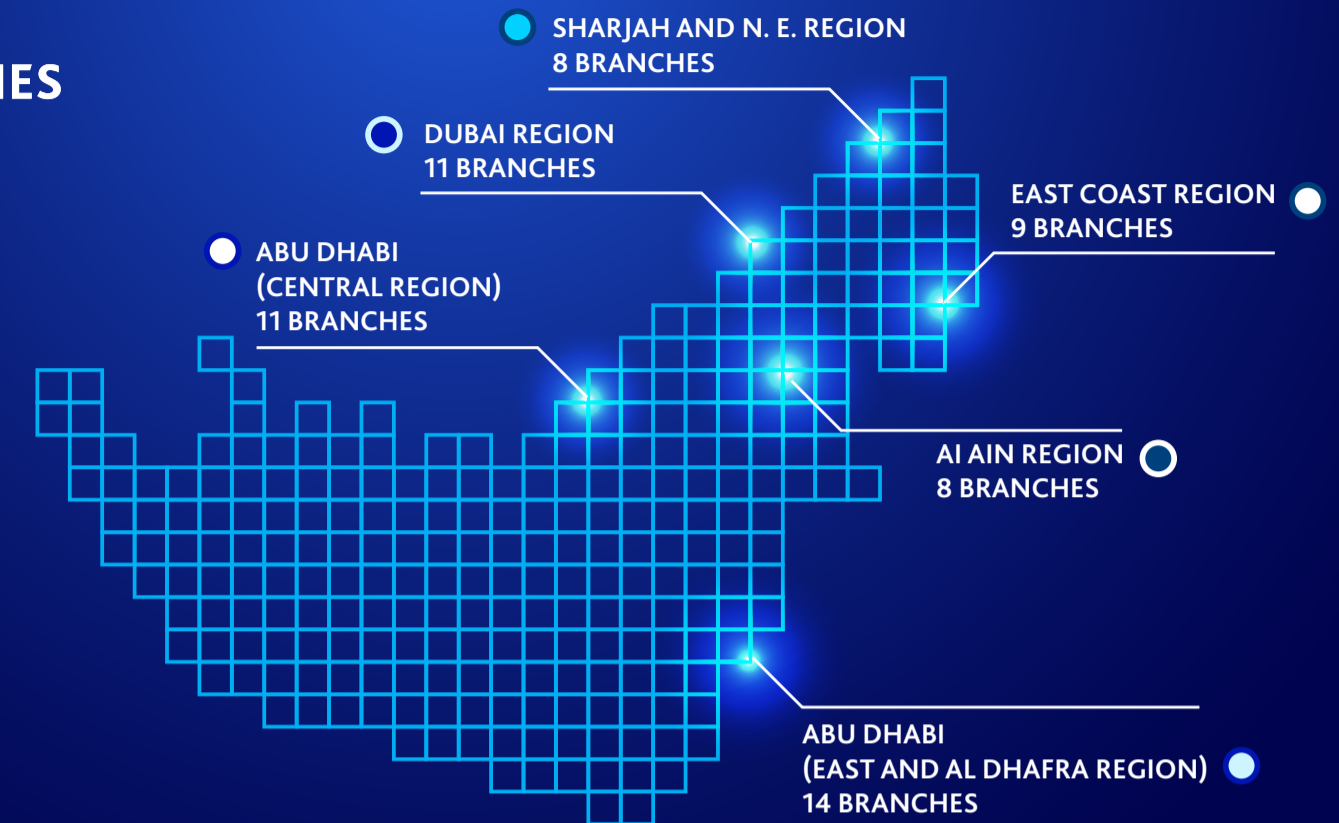 SHARJAH AND N. E. REGION
8 BRANCHES
DUBAI REGION
11 BRANCHES
EAST COAST REGION
9 BRANCHES
ABU DHABI
(CENTRAL REGION)
11 BRANCHES
AI AIN REGION
8 BRANCHES
ABU DHABI
(EAST AND AL DHAFRA REGION)
14 BRANCHES